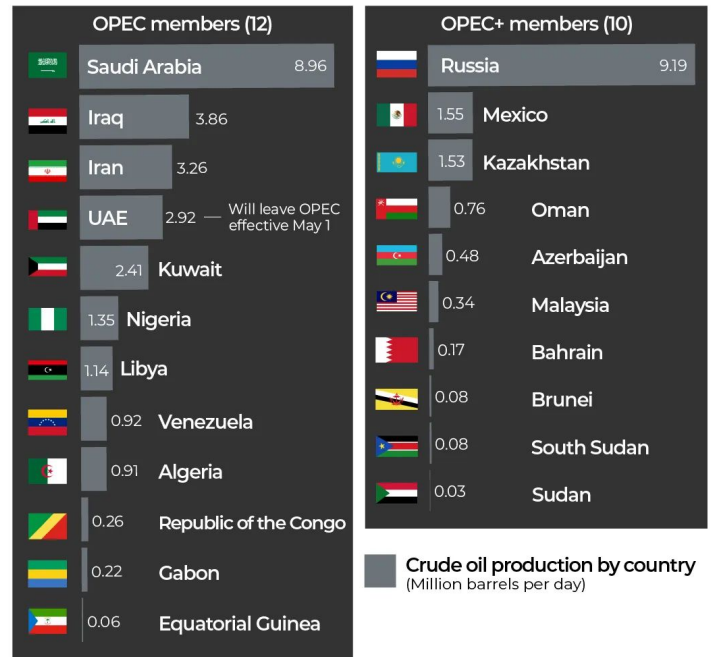 OPEC members (12)
Saudi Arabia 8.96
Iraq 3.86
Iran 3.26
UAE 2.92 Will leave OPEC
effective May 1
2.41 Kuwait
1.35 Nigeria
1.14 Libya
0.92 Venezuela
0.91 Algeria
0.26 Republic of the Congo
0.22 Gabon
0.06 Equatorial Guinea
OPEC+ members (10)
Russia 9.19
1.55 Mexico
1.53 Kazakhstan
0.76 Oman
0.48 Azerbaijan
0.34 Malaysia
0.17 Bahrain
0.08 Brunei
0.08 South Sudan
0.03 Sudan
Crude oil production by country
(Million barrels per day)